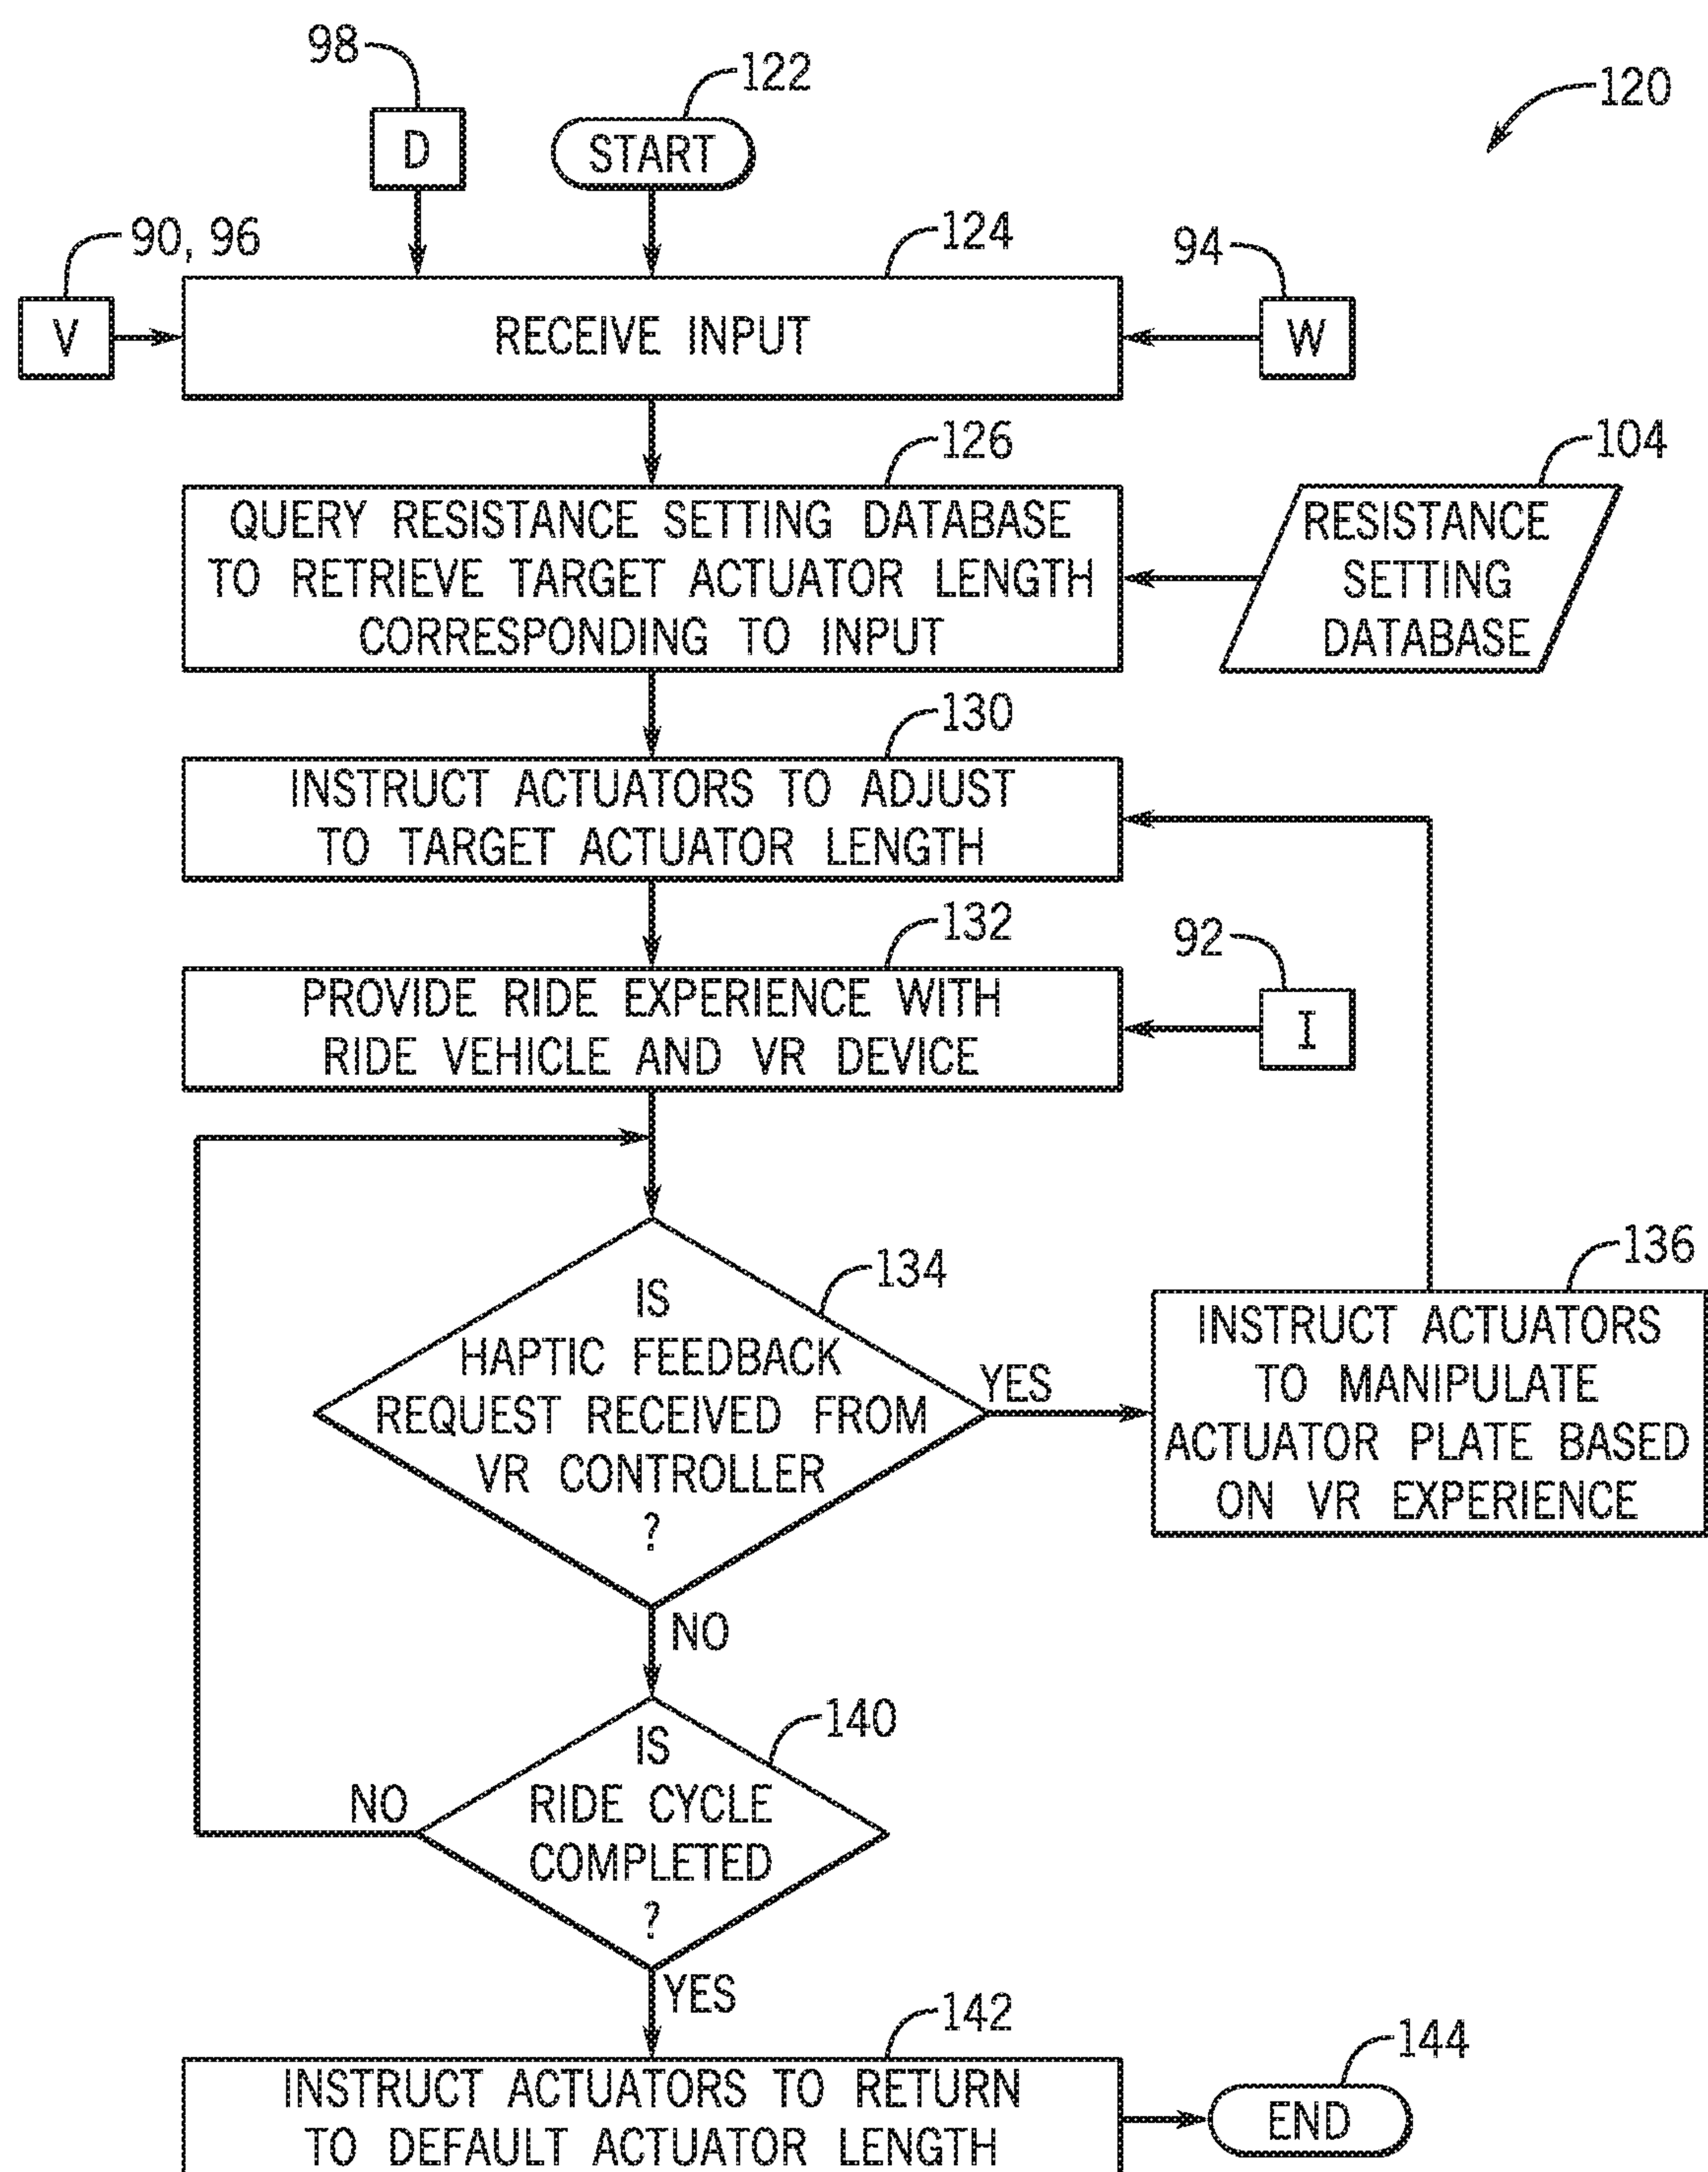 98
122
120
D
START
90, 96
124
94
V
RECEIVE INPUT
W
126
104
QUERY RESISTANCE SETTING DATABASE
TO RETRIEVE TARGET ACTUATOR LENGTH
CORRESPONDING TO INPUT
RESISTANCE
SETTING
DATABASE
130
INSTRUCT ACTUATORS TO ADJUST
TO TARGET ACTUATOR LENGTH
132
92
PROVIDE RIDE EXPERIENCE WITH
RIDE VEHICLE AND VR DEVICE
I
134
136
IS
HAPTIC FEEDBACK
REQUEST RECEIVED FROM
VR CONTROLLER
?
YES
INSTRUCT ACTUATORS
TO MANIPULATE
ACTUATOR PLATE BASED
ON VR EXPERIENCE
NO
140
IS
RIDE CYCLE
COMPLETED
?
NO
YES
142
144
INSTRUCT ACTUATORS TO RETURN
TO DEFAULT ACTUATOR LENGTH
END